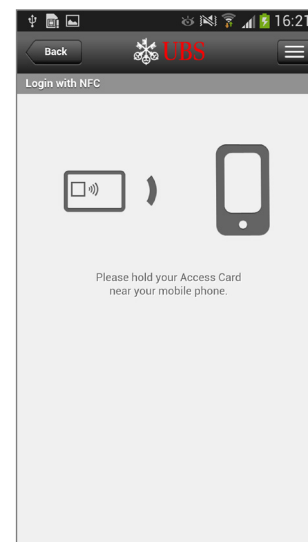 16:21
Back
UBS
Login with NFC
Please hold your Access Card
near your mobile phone.